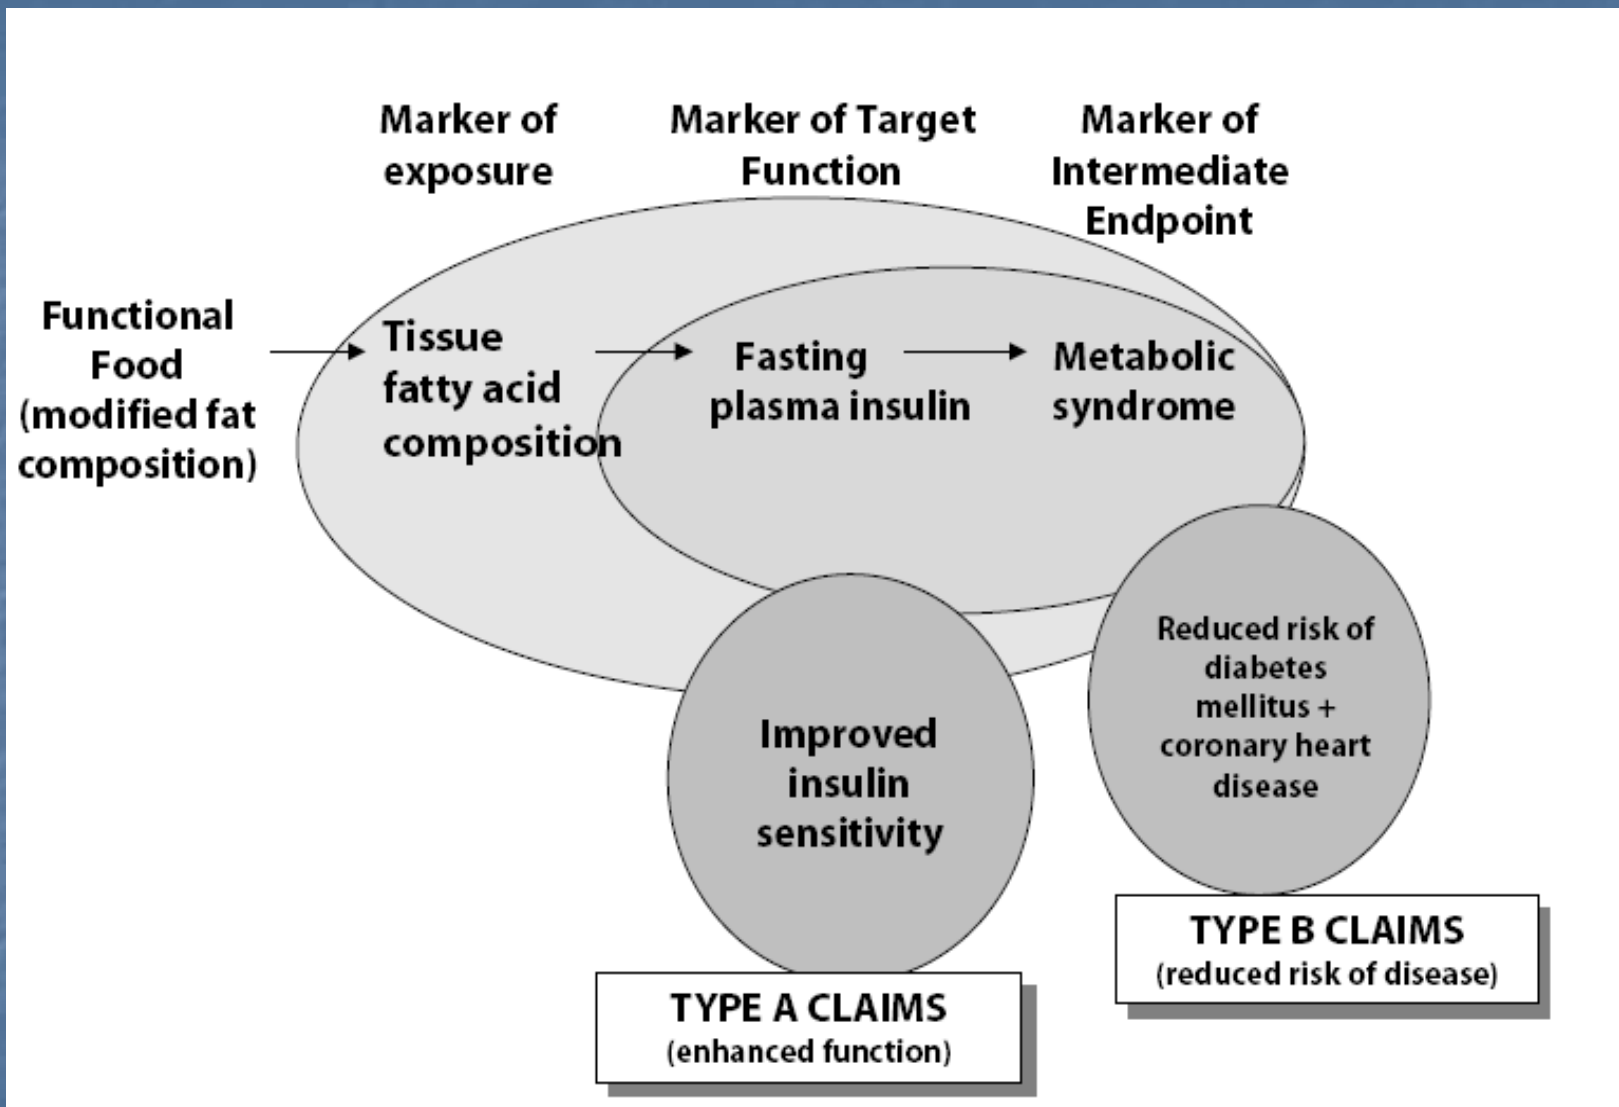 Marker of
exposure
Marker of Target
Function
Marker of
Intermediate
Endpoint
Functional
Food
(modified fat
composition)
Tissue
fatty acid
composition
Fasting
plasma insulin
Metabolic
syndrome
Improved
insulin
sensitivity
Reduced risk of
diabetes
mellitus +
coronary heart
disease
TYPE A CLAIMS
(enhanced function)
TYPE B CLAIMS
(reduced risk of disease)